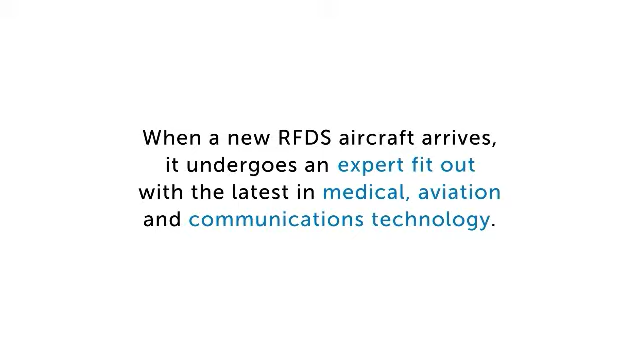 When a new RFDS aircraft arrives,
it undergoes an expert fit out
with the latest in medical, aviation
and communications technology.